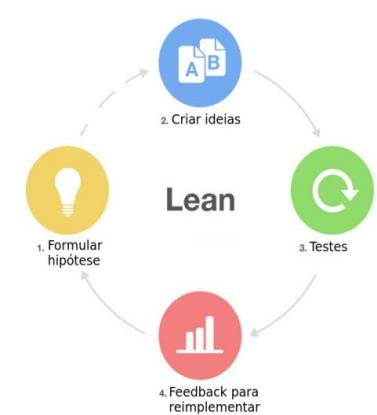 A B
2. Criar ideias
Lean
1. Formular
hipótese
3. Testes
4. Feedback para
reimplementar